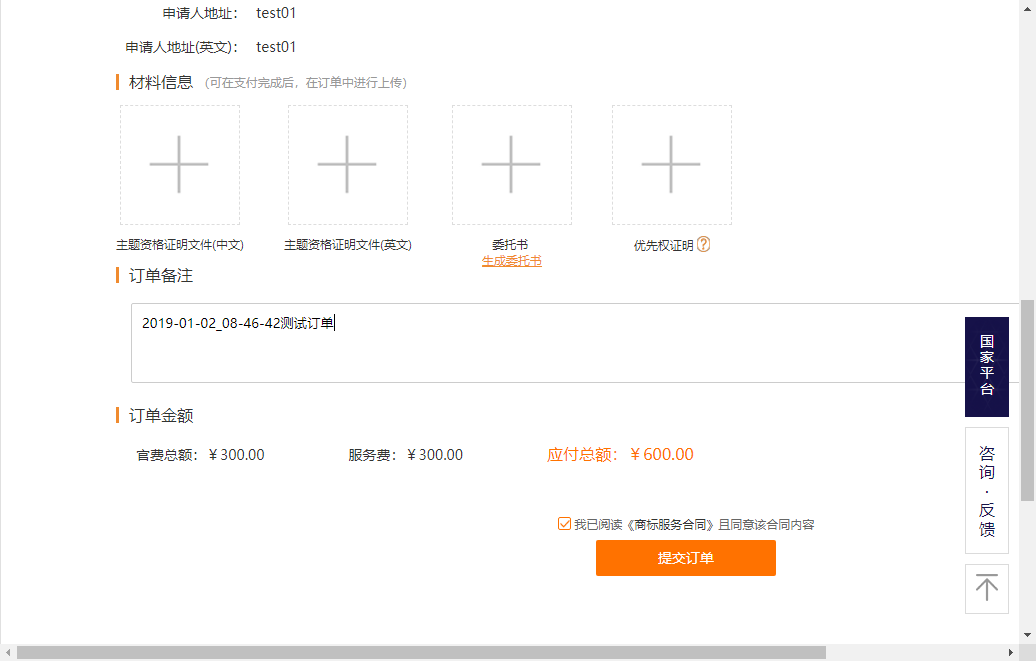 申请人地址： test01
申请人地址(英文)： test01
材料信息 (可在支付完成后，在订单中进行上传)
主题资格证明文件(中文) 主题资格证明文件(英文) 委托书 优先权证明 ?
生成委托书
订单备注
2019-01-02_08-46-42测试订单
订单金额
官费总额：￥300.00 服务费：￥300.00 应付总额：￥600.00
我已阅读《商标服务合同》且同意该合同内容
提交订单
国家平台
咨询·反馈